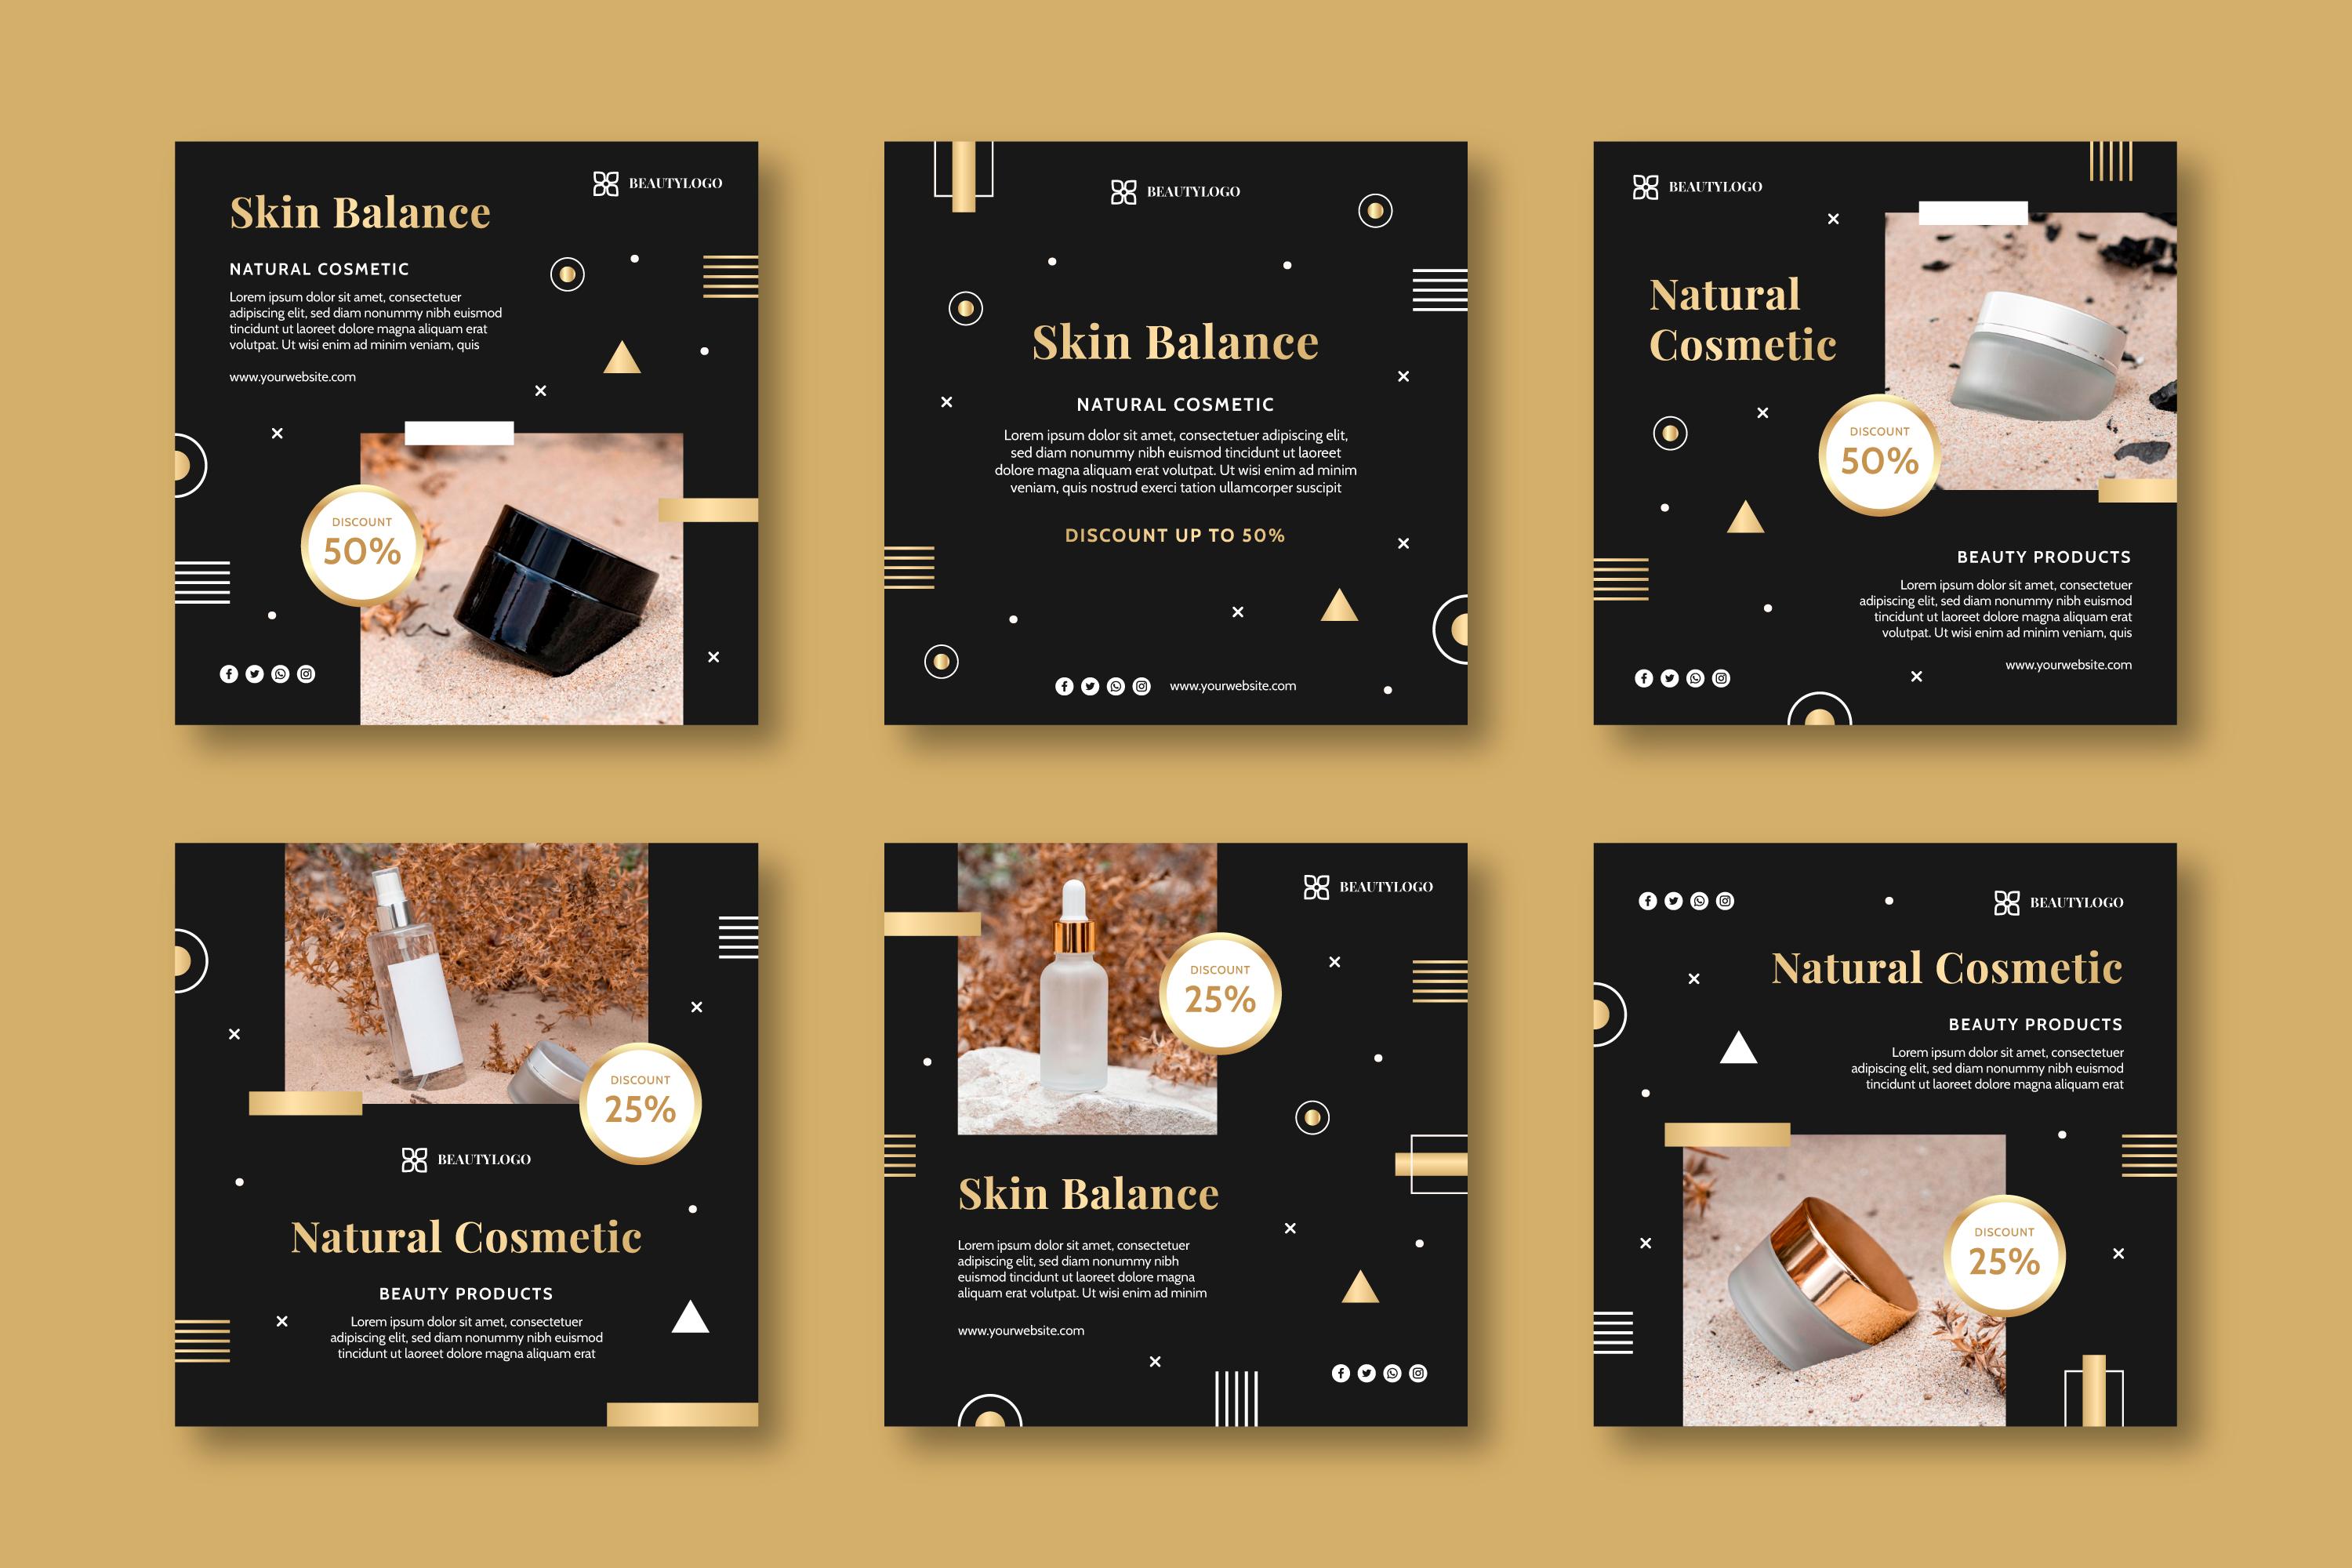 Skin Balance
BEAUTYLOGO
NATURAL COSMETIC
Lorem ipsum dolor sit amet, consectetuer
adipiscing elit, sed diam nonummy nibh euismod
tincidunt ut laoreet dolore magna aliquam erat
volutpat. Ut wisi enim ad minim veniam, quis
www.yourwebsite.com
DISCOUNT
50%
BEAUTYLOGO
Skin Balance
NATURAL COSMETIC
Lorem ipsum dolor sit amet, consectetuer adipiscing elit,
sed diam nonummy nibh euismod tincidunt ut laoreet
dolore magna aliquam erat volutpat. Ut wisi enim ad minim
veniam, quis nostrud exerci tation ullamcorper suscipit
DISCOUNT UP TO 50%
www.yourwebsite.com
BEAUTYLOGO
Natural
Cosmetic
DISCOUNT
50%
BEAUTY PRODUCTS
Lorem ipsum dolor sit amet, consectetuer
adipiscing elit, sed diam nonummy nibh euismod
tincidunt ut laoreet dolore magna aliquam erat
volutpat. Ut wisi enim ad minim veniam, quis
www.yourwebsite.com
DISCOUNT
25%
BEAUTYLOGO
Natural Cosmetic
BEAUTY PRODUCTS
Lorem ipsum dolor sit amet, consectetuer
adipiscing elit, sed diam nonummy nibh euismod
tincidunt ut laoreet dolore magna aliquam erat
BEAUTYLOGO
DISCOUNT
25%
Skin Balance
Lorem ipsum dolor sit amet, consectetuer
adipiscing elit, sed diam nonummy nibh
euismod tincidunt ut laoreet dolore magna
aliquam erat volutpat. Ut wisi enim ad minim
www.yourwebsite.com
BEAUTYLOGO
Natural Cosmetic
BEAUTY PRODUCTS
Lorem ipsum dolor sit amet, consectetuer
adipiscing elit, sed diam nonummy nibh euismod
tincidunt ut laoreet dolore magna aliquam erat
DISCOUNT
25%